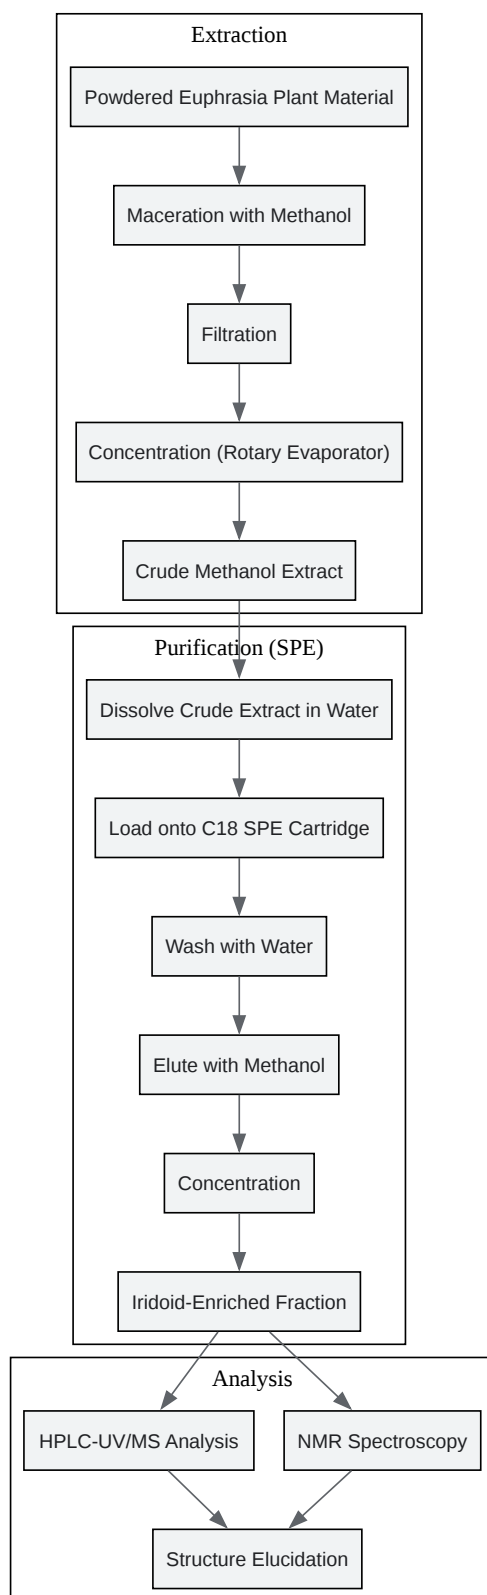 Extraction
Powdered Euphrasia Plant Material
Maceration with Methanol
Filtration
Concentration (Rotary Evaporator)
Crude Methanol Extract
Purification (SPE)
Dissolve Crude Extract in Water
Load onto C18 SPE Cartridge
Wash with Water
Elute with Methanol
Concentration
Iridoid-Enriched Fraction
Analysis
HPLC-UV/MS Analysis
NMR Spectroscopy
Structure Elucidation